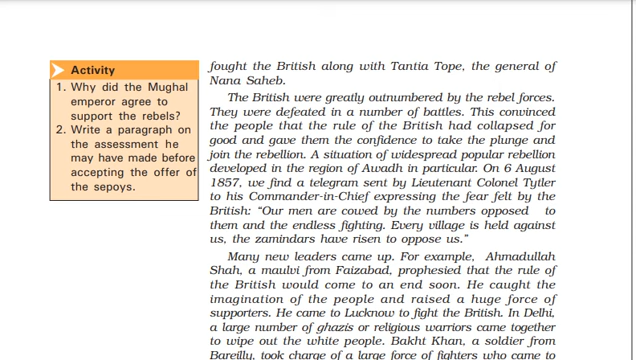 Activity
1. Why did the Mughal
emperor agree to
support the rebels?
2. Write a paragraph on
the assessment he
may have made before
accepting the offer of
the sepoys.
fought the British along with Tantia Tope, the general of
Nana Saheb.
The British were greatly outnumbered by the rebel forces.
They were defeated in a number of battles. This convinced
the people that the rule of the British had collapsed for
good and gave them the confidence to take the plunge and
join the rebellion. A situation of widespread popular rebellion
developed in the region of Awadh in particular. On 6 August
1857, we find a telegram sent by Lieutenant Colonel Tytler
to his Commander-in-Chief expressing the fear felt by the
British: “Our men are cowed by the numbers opposed to
them and the endless fighting. Every village is held against
us, the zamindars have risen to oppose us.”
Many new leaders came up. For example, Ahmadullah
Shah, a maulvi from Faizabad, prophesied that the rule of
the British would come to an end soon. He caught the
imagination of the people and raised a huge force of
supporters. He came to Lucknow to fight the British. In Delhi,
a large number of ghazis or religious warriors came together
to wipe out the white people. Bakht Khan, a soldier from
Bareilly, took charge of a large force of fighters who came to